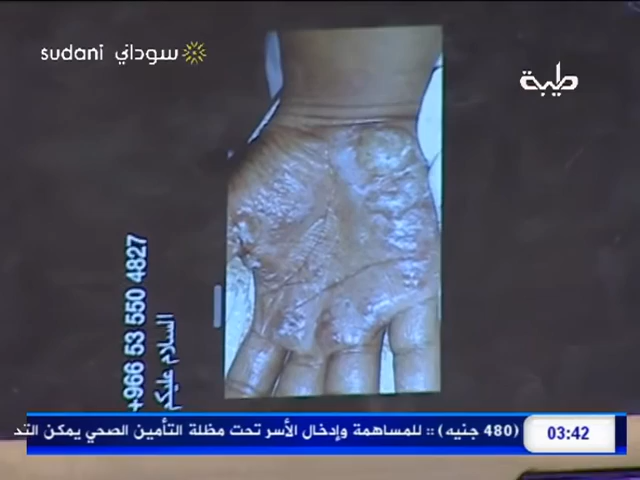 sudani سوداني
طيبة
+966 53 550 4827
السلام عليكم
(480 جنيه) :: للمساهمة وإدخال الأسر تحت مظلة التأمين الصحي يمكن التد
03:42